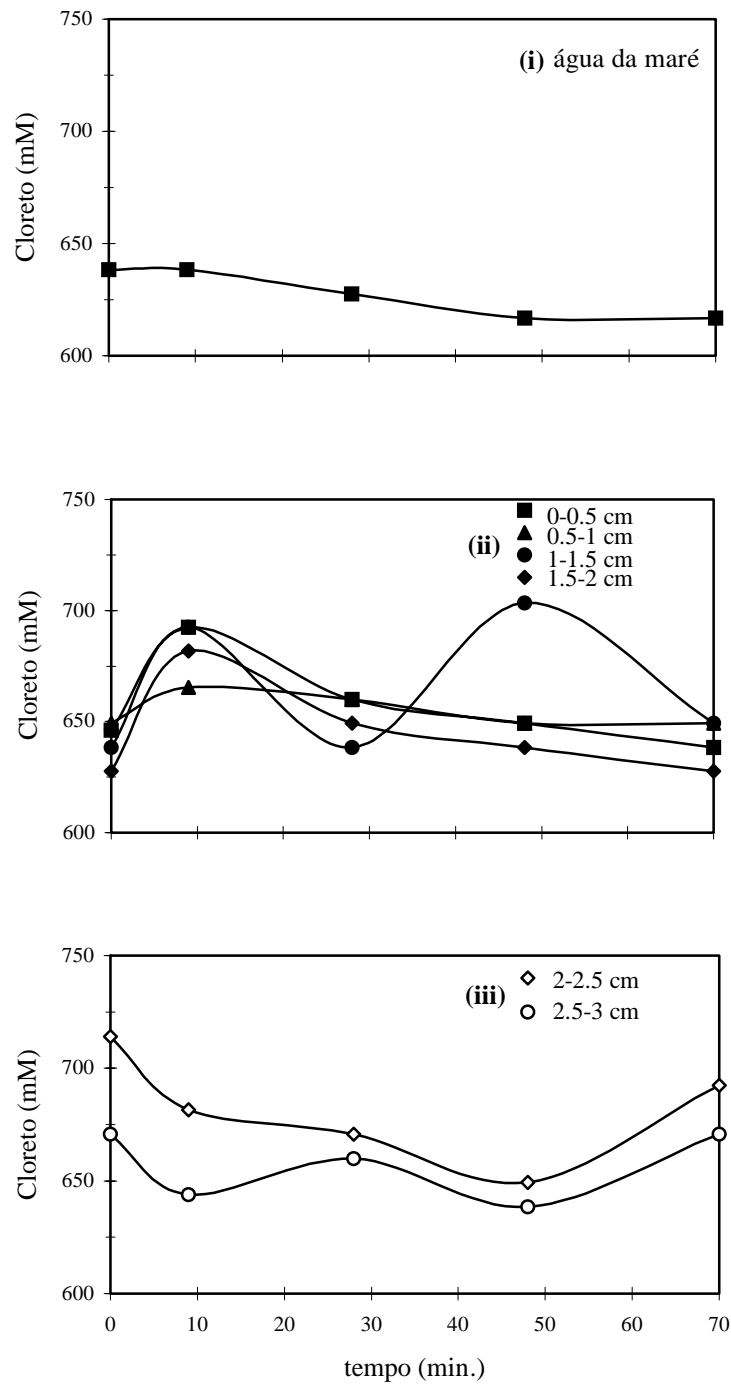 750
(i) água da maré
700
Cloreto (mM)
650
600
750
0-0.5 cm
0.5-1 cm
(ii)
1-1.5 cm
1.5-2 cm
700
Cloreto (mM)
650
600
750
2-2.5 cm
(iii)
2.5-3 cm
700
Cloreto (mM)
650
600
0 10 20 30 40 50 60 70
tempo (min.)